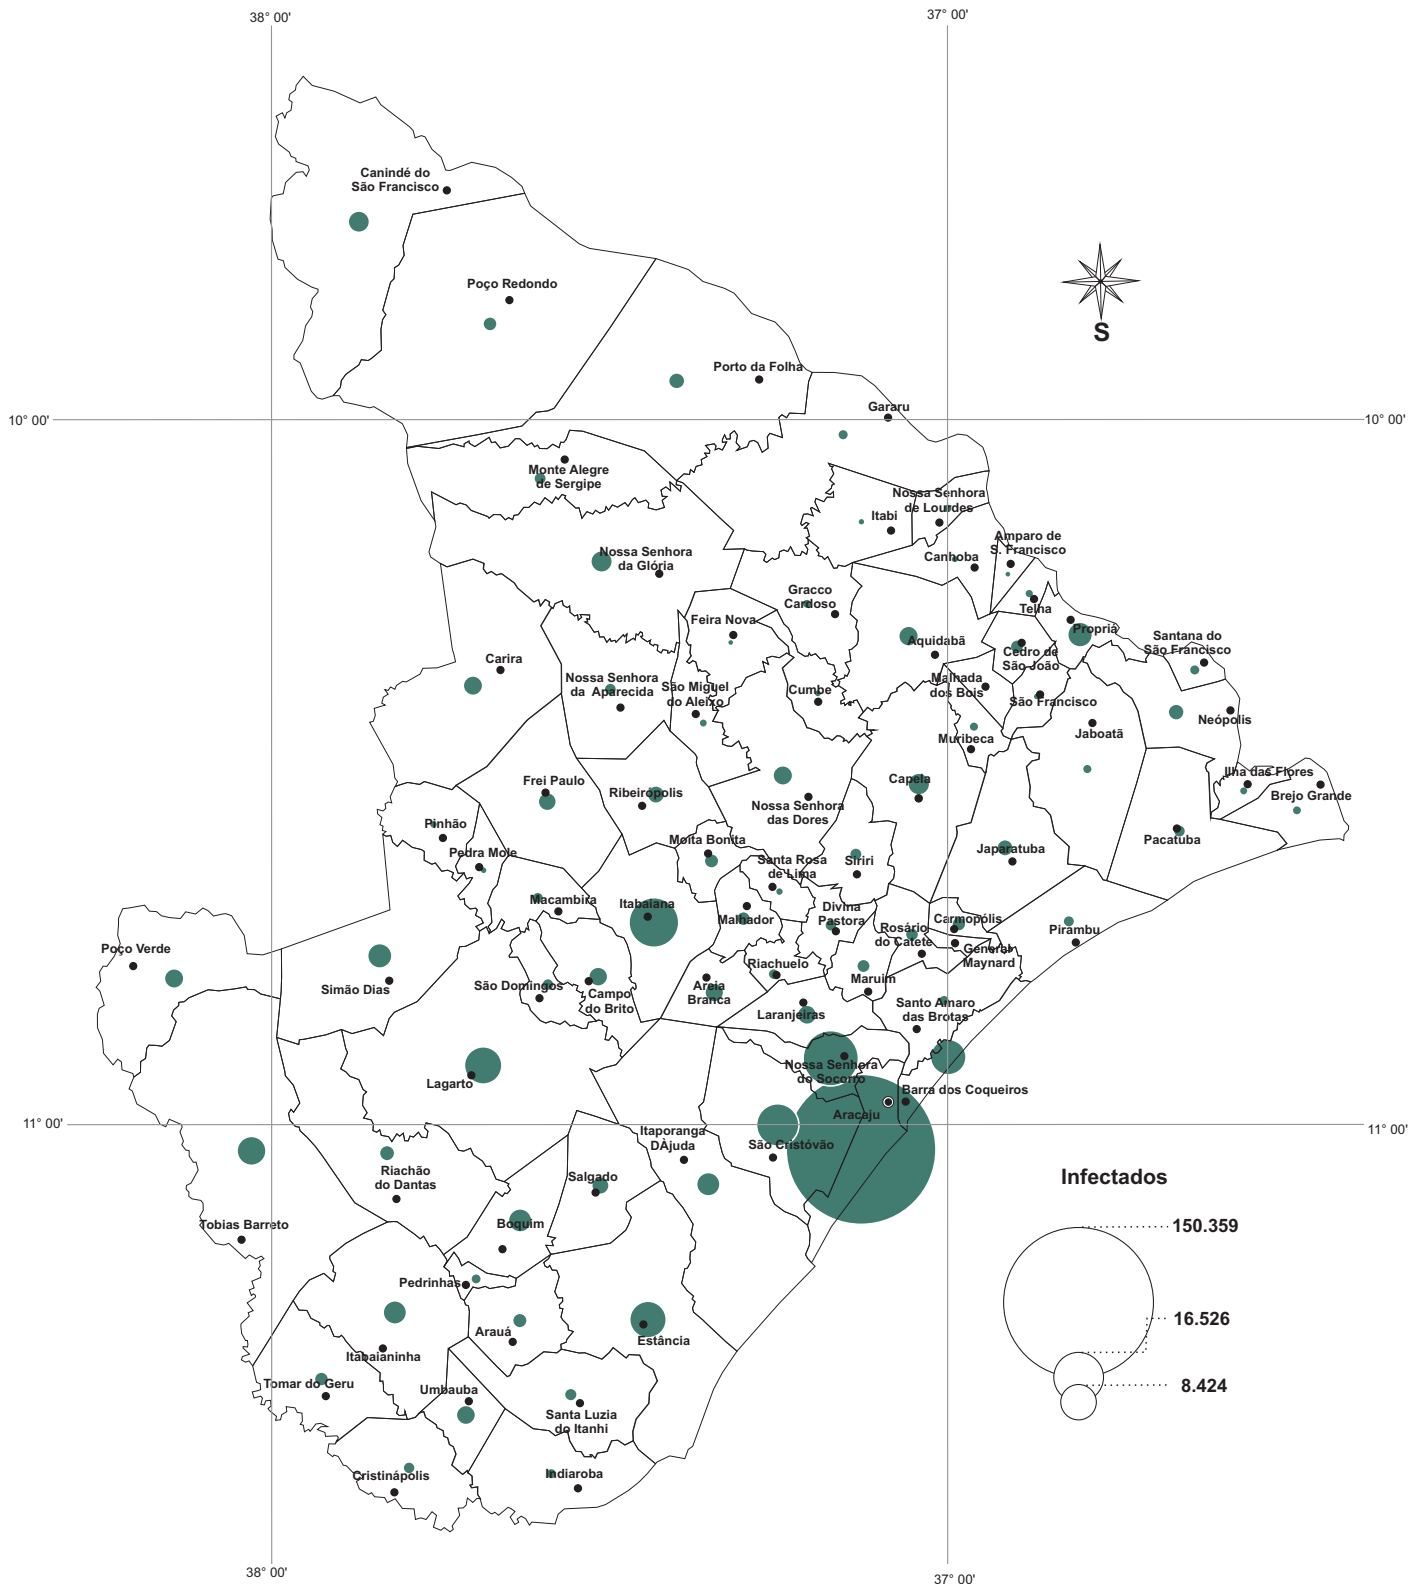 38° 00'
37° 00'
Canindé do
São Francisco
Poço Redondo
S
Porto da Folha
Gararu
10° 00'
10° 00'
Monte Alegre
de Sergipe
Nossa Senhora
de Lourdes
Itabi
Amparo de
S. Francisco
Canhoba
Nossa Senhora
da Glória
Gracco
Cardoso
Telha
Feira Nova
Propriá
Aquidabã
Santana do
São Francisco
Cedro de
São João
Carira
Nossa Senhora
da Aparecida
São Miguel
do Aleixo
Cumbe
Malhada
dos Bois
São Francisco
Neópolis
Jaboatã
Muribeca
Frei Paulo
Ribeirópolis
Capela
Ilha das Flores
Brejo Grande
Nossa Senhora
das Dores
Pinhão
Moita Bonita
Pacatuba
Pedra Mole
Santa Rosa
de Lima
Siriri
Japaratuba
Macambira
Itabaiana
Malhador
Divina
Pastora
Rosário
do Catete
Carmopólis
Pirambu
General
Maynard
Poço Verde
Simão Dias
São Domingos
Campo
do Brito
Areia
Branca
Riachuelo
Maruim
Laranjeiras
Santo Amaro
das Brotas
Nossa Senhora
do Socorro
Lagarto
Barra dos Coqueiros
Aracaju
11° 00'
11° 00'
Itaporanga
DÀjuda
São Cristóvão
Riachão
do Dantas
Salgado
Infectados
Tobias Barreto
Boquim
150.359
Pedrinhas
16.526
Arauá
Estância
Itabaianinha
Tomar do Geru
Umbauba
8.424
Santa Luzia
do Itanhi
Cristinápolis
Indiaroba
38° 00'
37° 00'